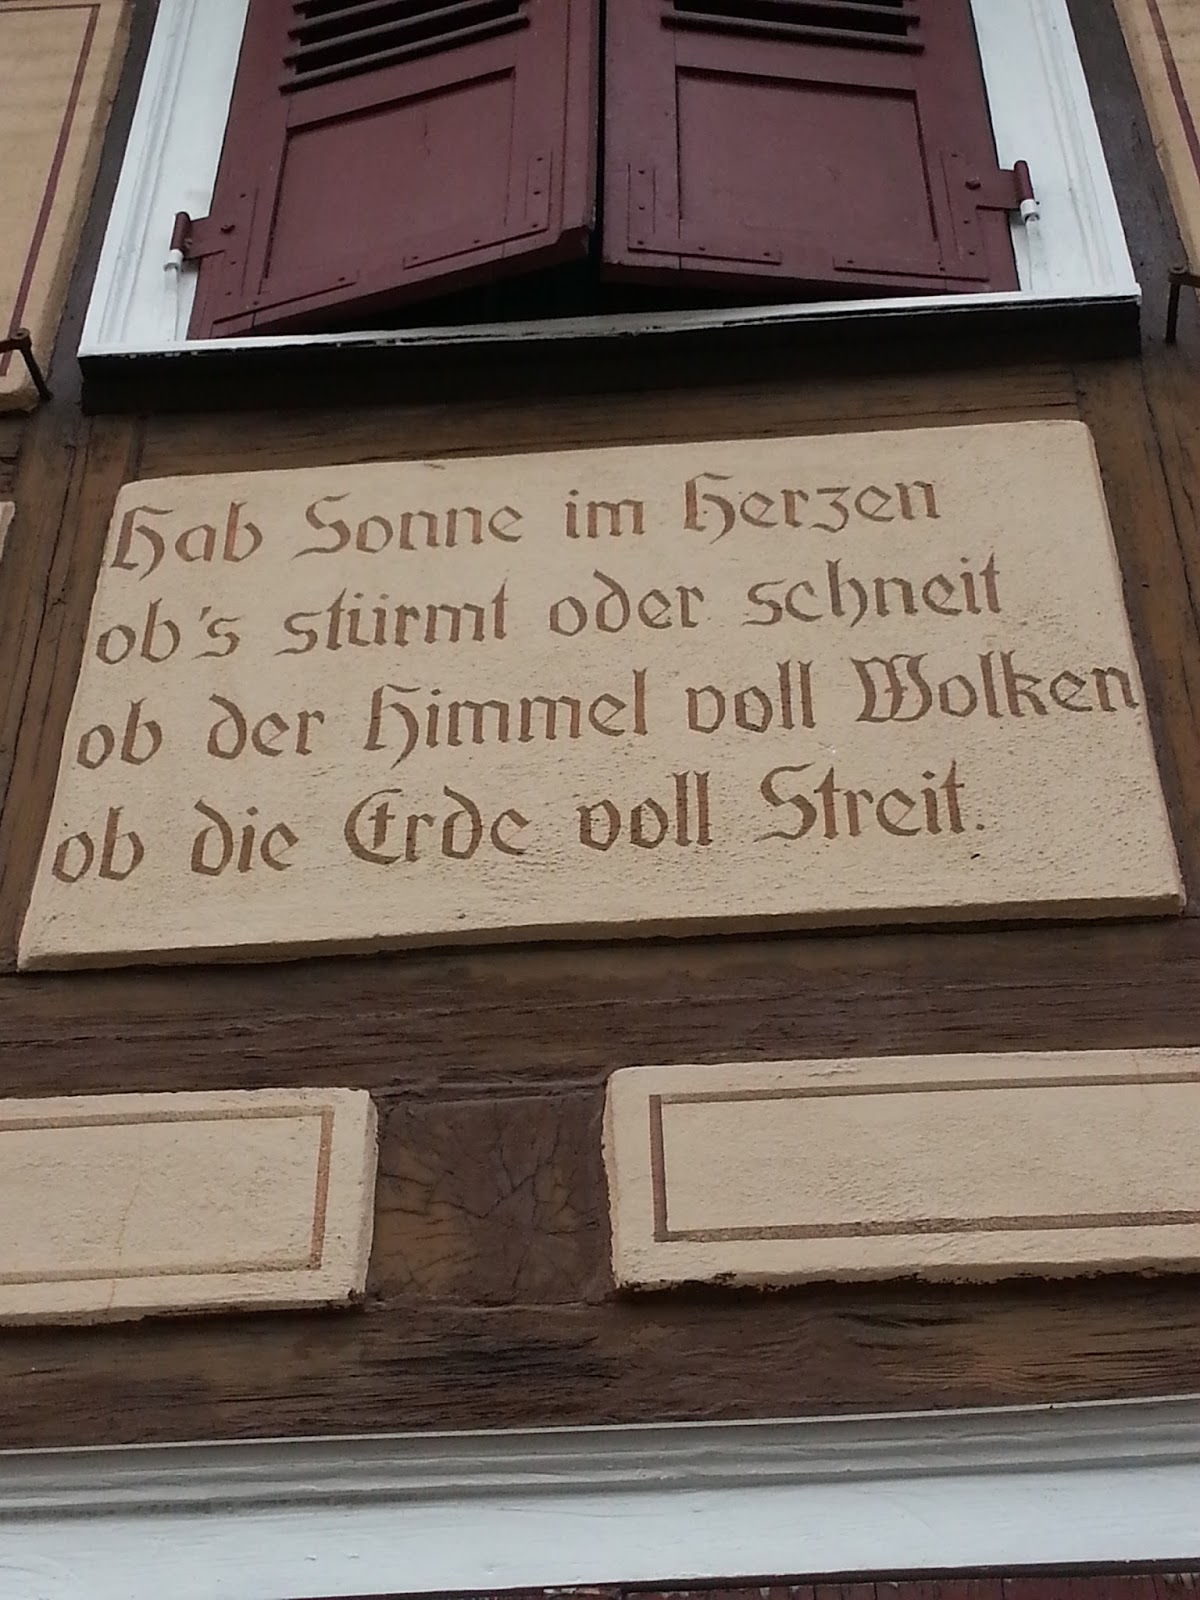 Hab Sonne im Herzen
ob's stürmt oder schneit
ob der Himmel voll Wolken
ob die Erde voll Streit.